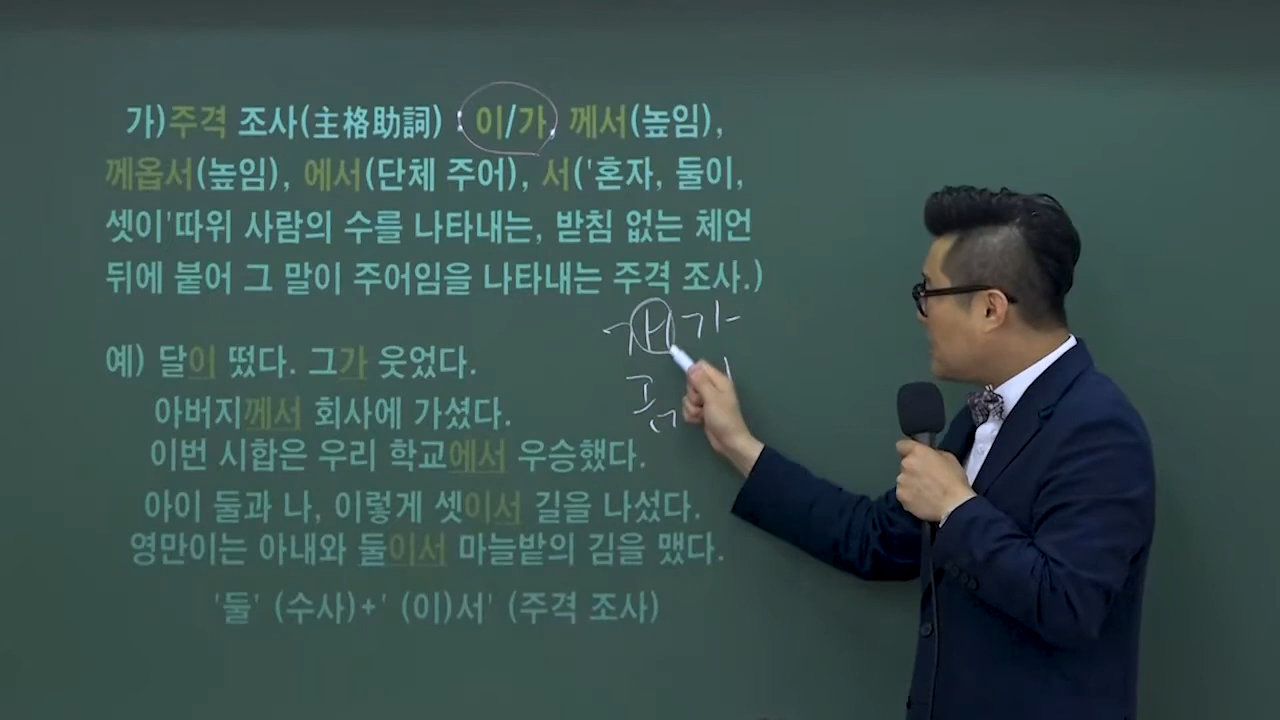 가)주격 조사(主格助詞) : 이/가, 께서(높임),
께옵서(높임), 에서(단체 주어), 서('혼자, 둘이,
셋이'따위 사람의 수를 나타내는, 받침 없는 체언
뒤에 붙어 그 말이 주어임을 나타내는 주격 조사.)
새가
예) 달이 떴다. 그가 웃었다.
아버지께서 회사에 가셨다.
이번 시합은 우리 학교에서 우승했다.
아이 둘과 나, 이렇게 셋이서 길을 나섰다.
영만이는 아내와 둘이서 마늘밭의 김을 맸다.
'둘' (수사)+' (이)서' (주격 조사)